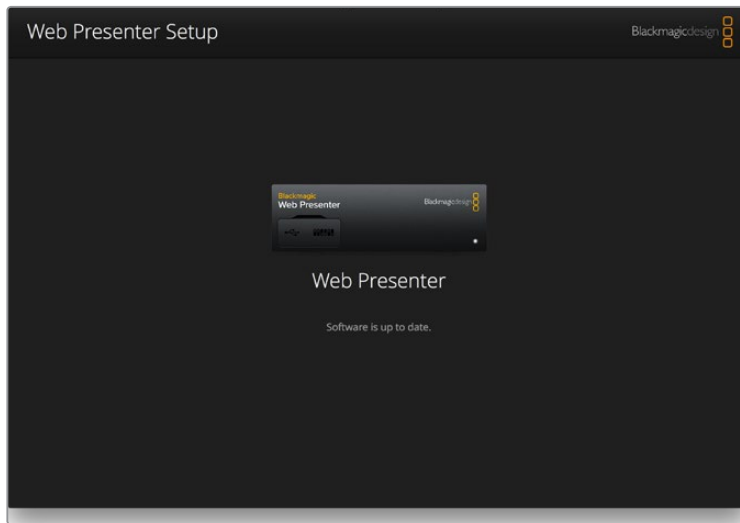 Web Presenter Setup
Blackmagicdesign
Blackmagic
Web Presenter
Blackmagicdesign
Web Presenter
Software is up to date.